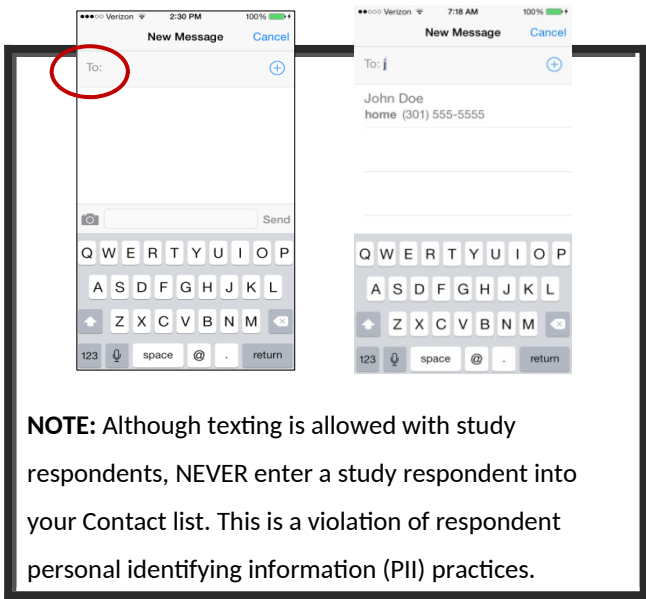 ●●●○○ Verizon 2:30 PM 100%
New Message Cancel
To:
Send
Q W E R T Y U I O P
A S D F G H J K L
Z X C V B N M
123 space @ . return
●●○○○ Verizon 7:18 AM 100%
New Message Cancel
To: j
John Doe
home (301) 555-5555
Q W E R T Y U I O P
A S D F G H J K L
Z X C V B N M
123 space @ . return
NOTE: Although texting is allowed with study
respondents, NEVER enter a study respondent into
your Contact list. This is a violation of respondent
personal identifying information (PII) practices.